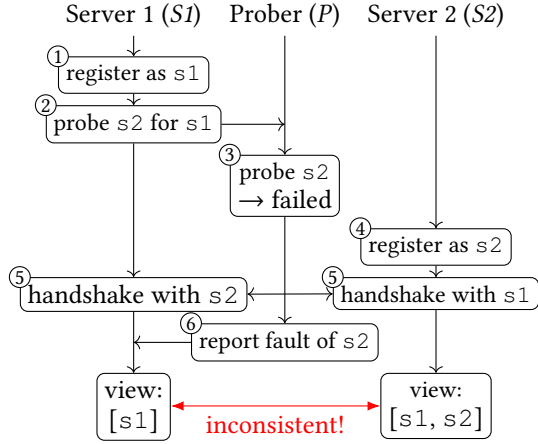 Server 1 (S1) Prober (P) Server 2 (S2)
1 register as s1
2 probe s2 for s1
3 probe s2
→ failed
4 register as s2
5 handshake with s2
5 handshake with s1
6 report fault of s2
view:
[s1]
inconsistent!
view:
[s1, s2]